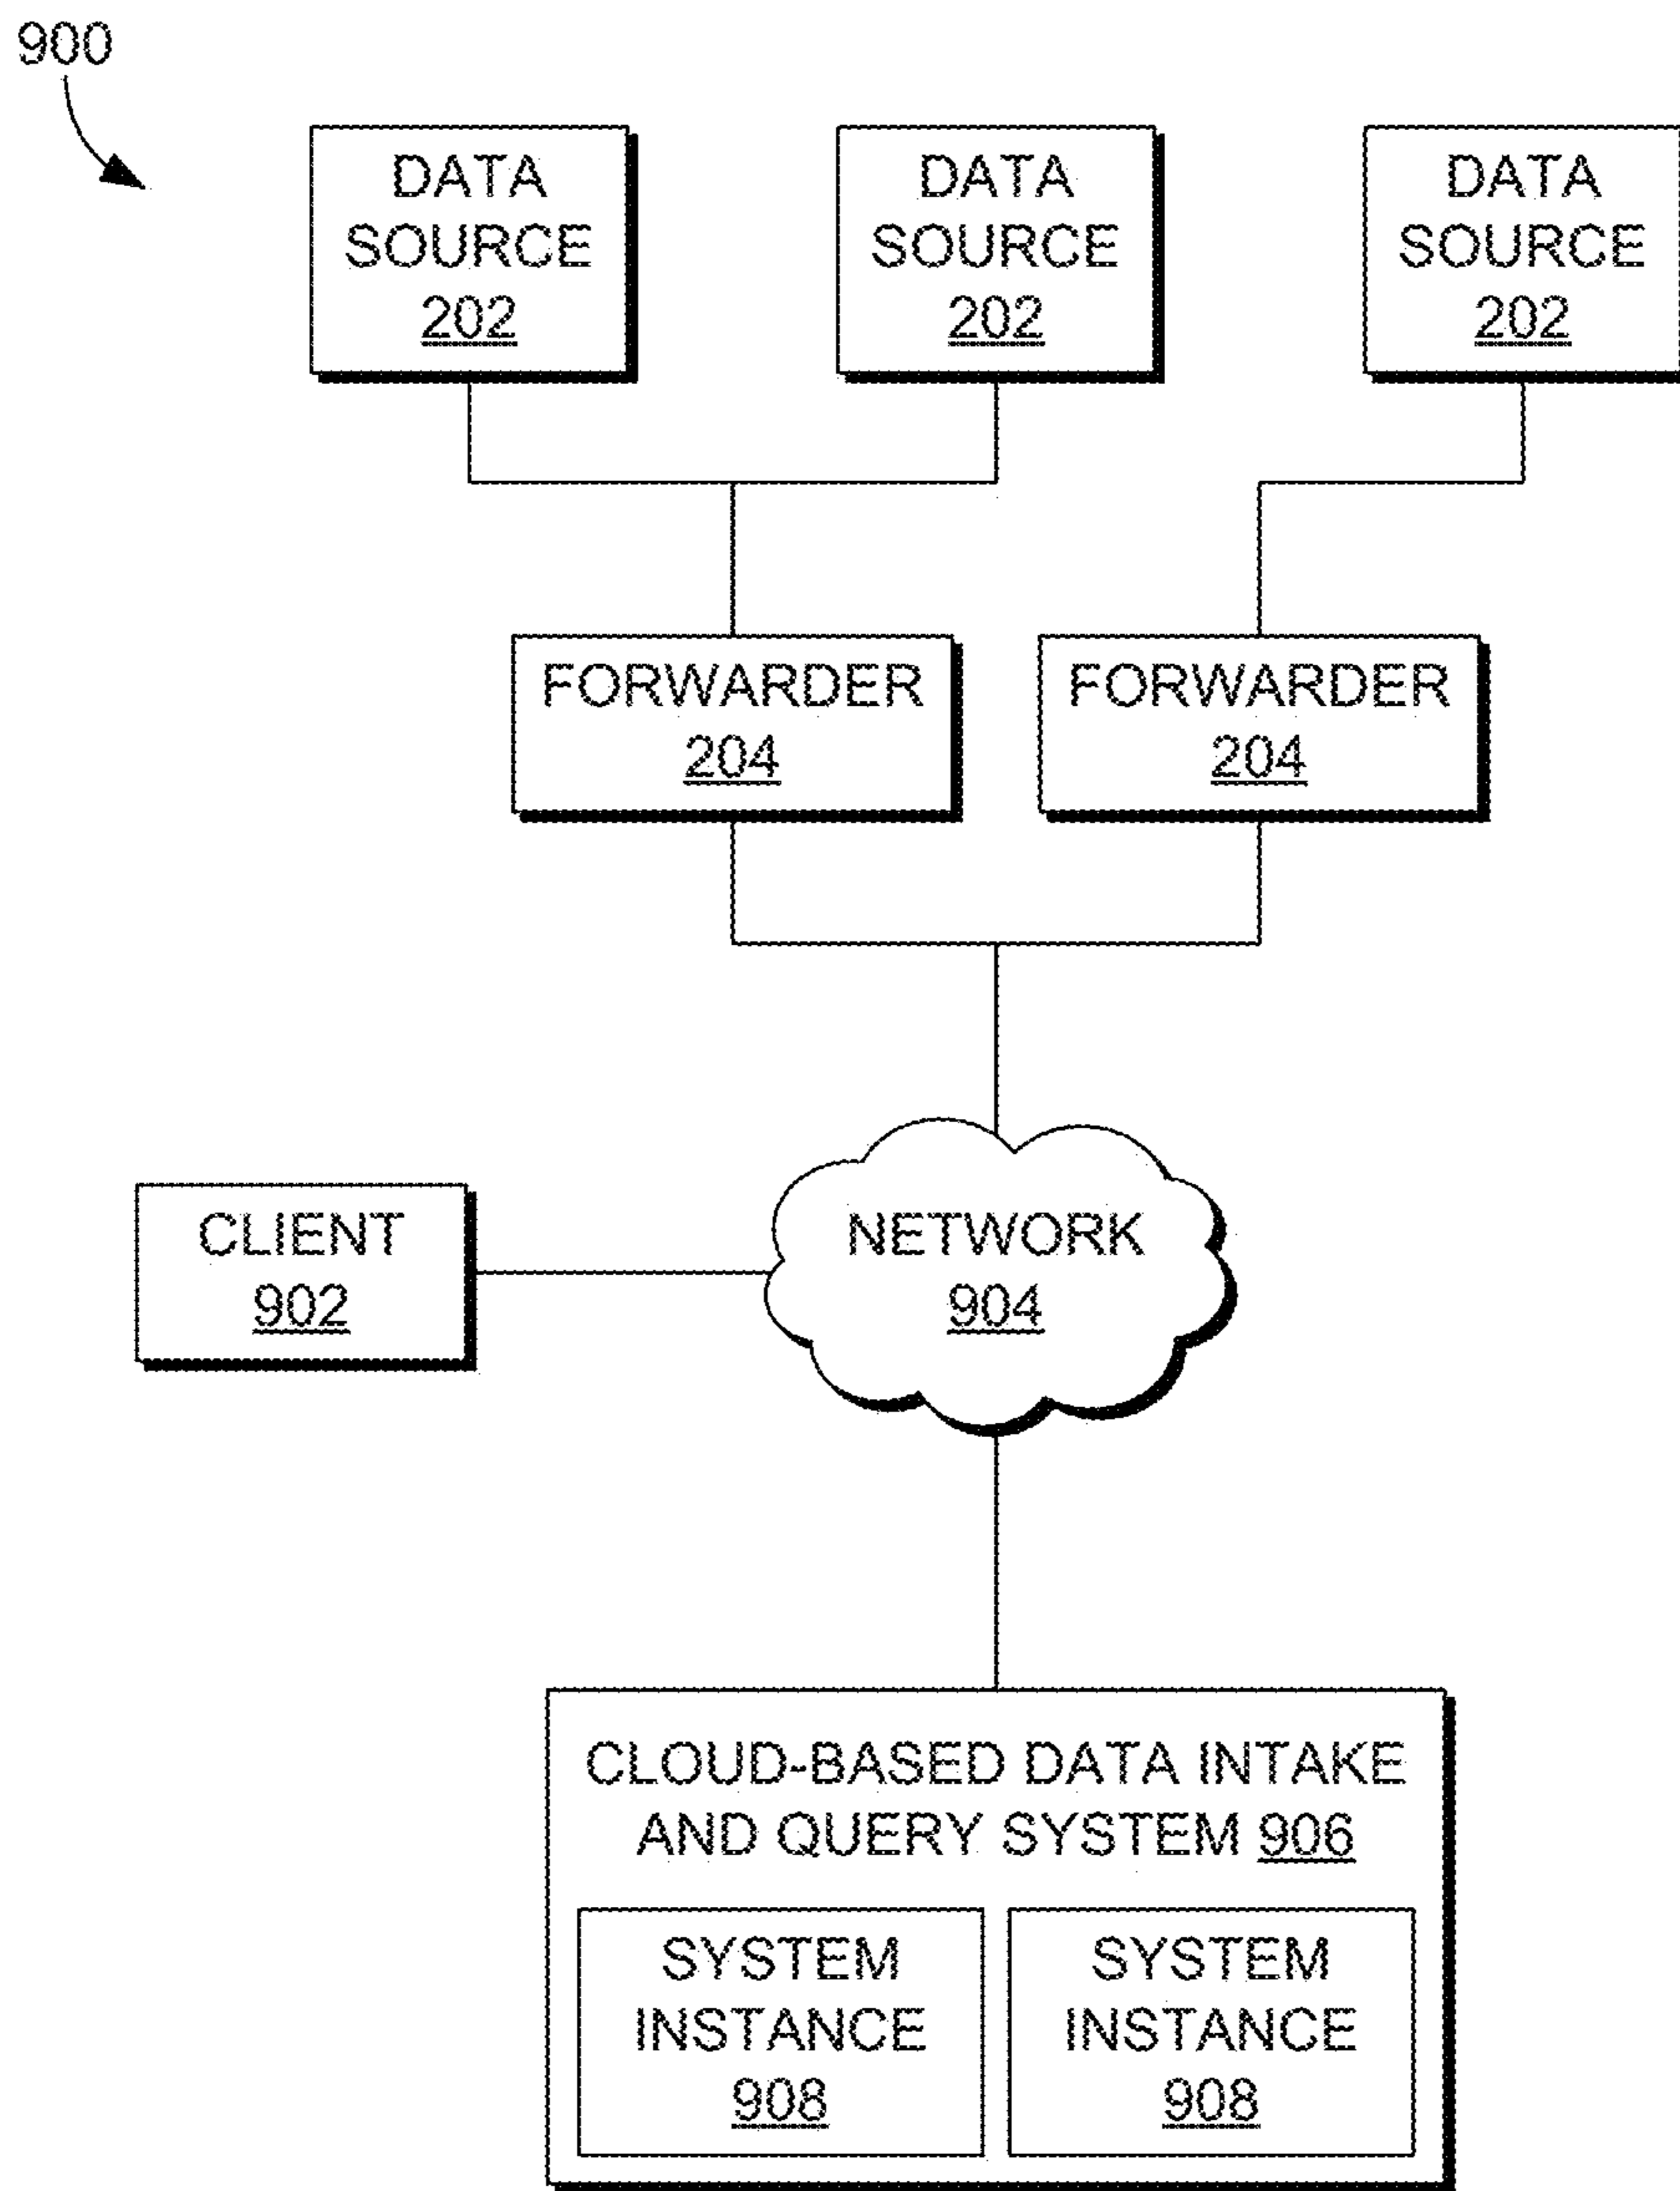 900
DATA
SOURCE
202
DATA
SOURCE
202
DATA
SOURCE
202
FORWARDER
204
FORWARDER
204
CLIENT
902
NETWORK
904
CLOUD-BASED DATA INTAKE
AND QUERY SYSTEM 906
SYSTEM
INSTANCE
908
SYSTEM
INSTANCE
908